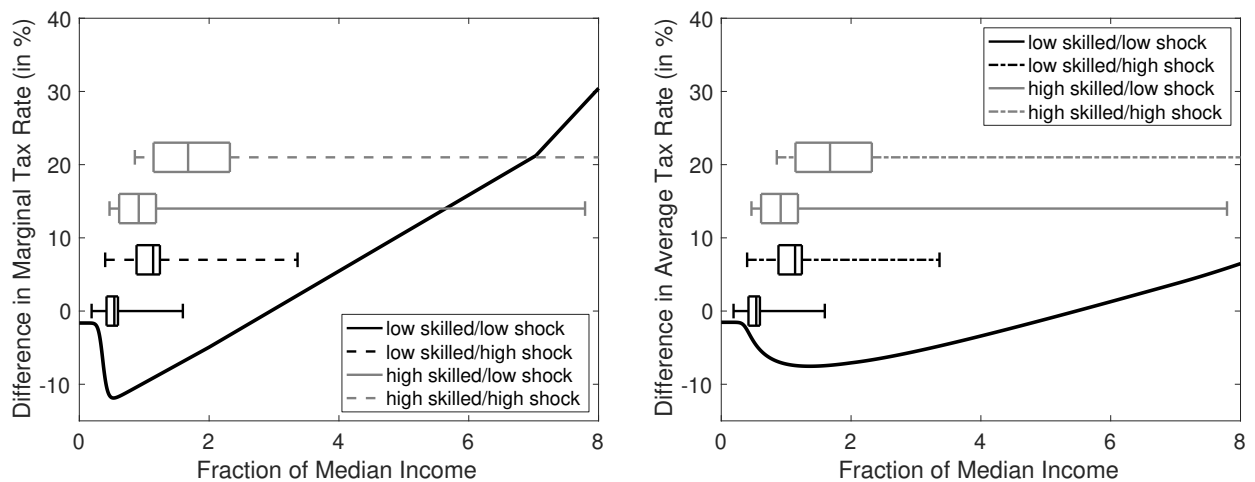 Difference in Marginal Tax Rate (in %)
40
30
20
10
0
-10
low skilled/low shock
low skilled/high shock
high skilled/low shock
high skilled/high shock
0 2 4 6 8
Fraction of Median Income
Difference in Average Tax Rate (in %)
40
30
20
10
0
-10
low skilled/low shock
low skilled/high shock
high skilled/low shock
high skilled/high shock
0 2 4 6 8
Fraction of Median Income